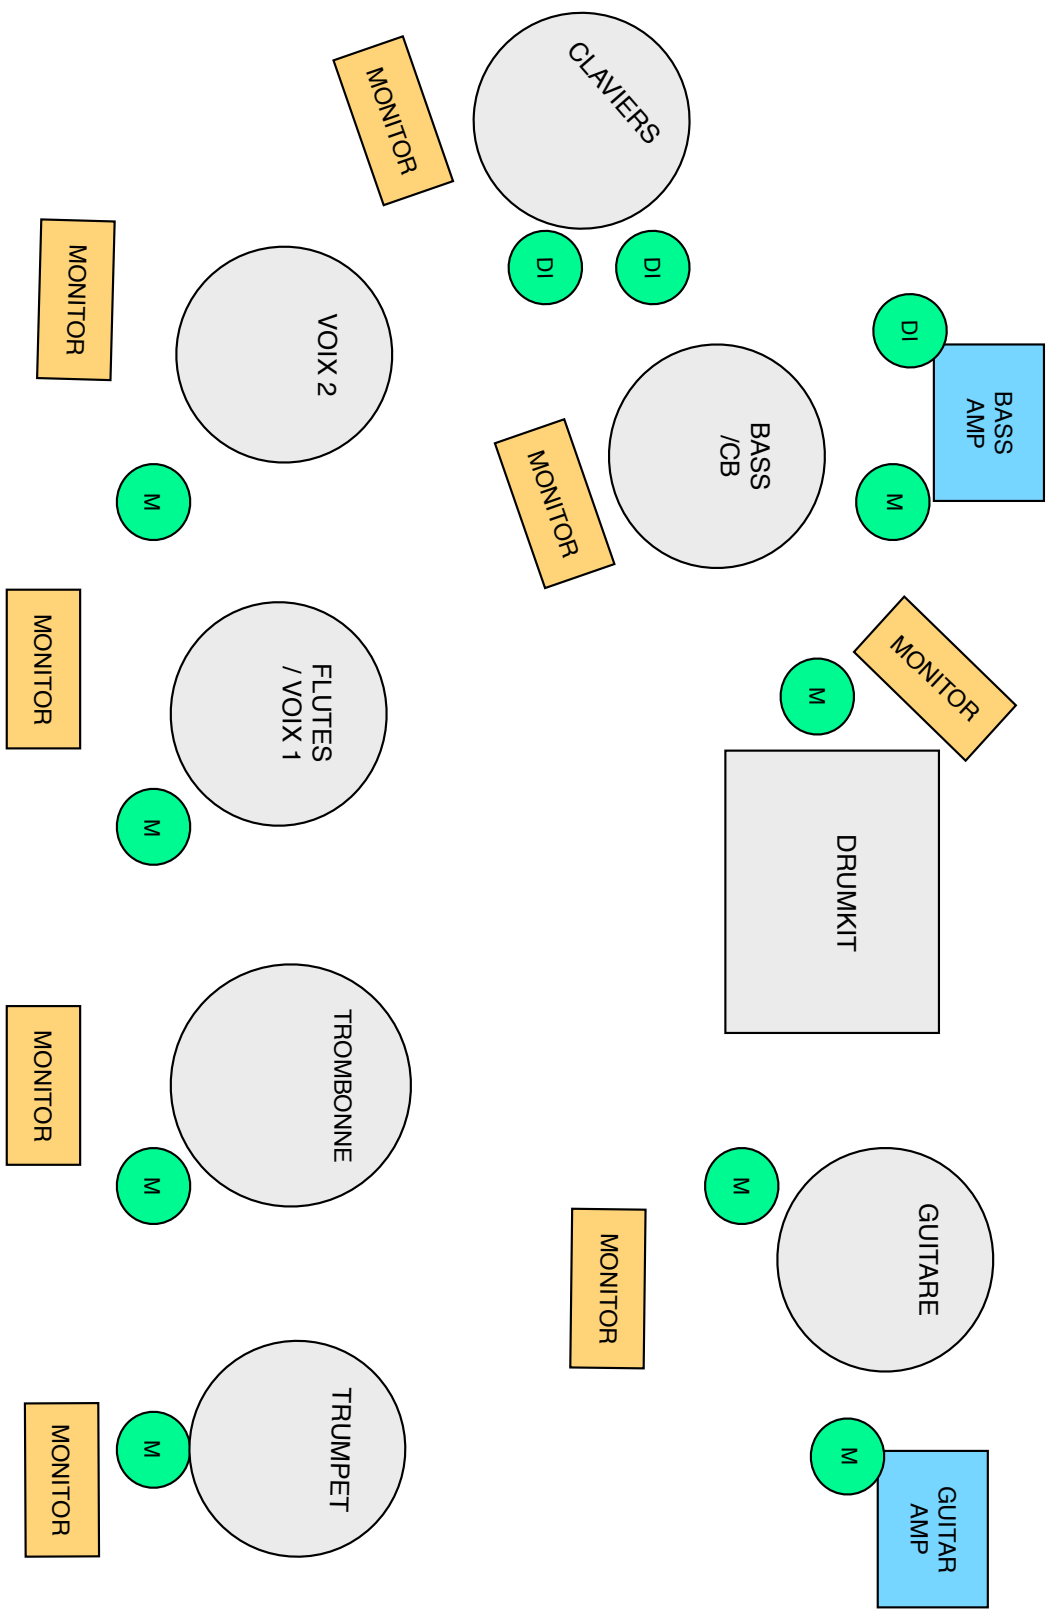 BASS
AMP
DI
M
MONITOR
GUITARE
GUITAR
AMP
M
M
DRUMKIT
BASS
/CB
M
CLAVIERS
DI
DI
MONITOR
MONITOR
MONITOR
VOIX 2
FLUTES
/ VOIX 1
TROMBONNE
TRUMPET
M
M
M
M
MONITOR
MONITOR
MONITOR
MONITOR